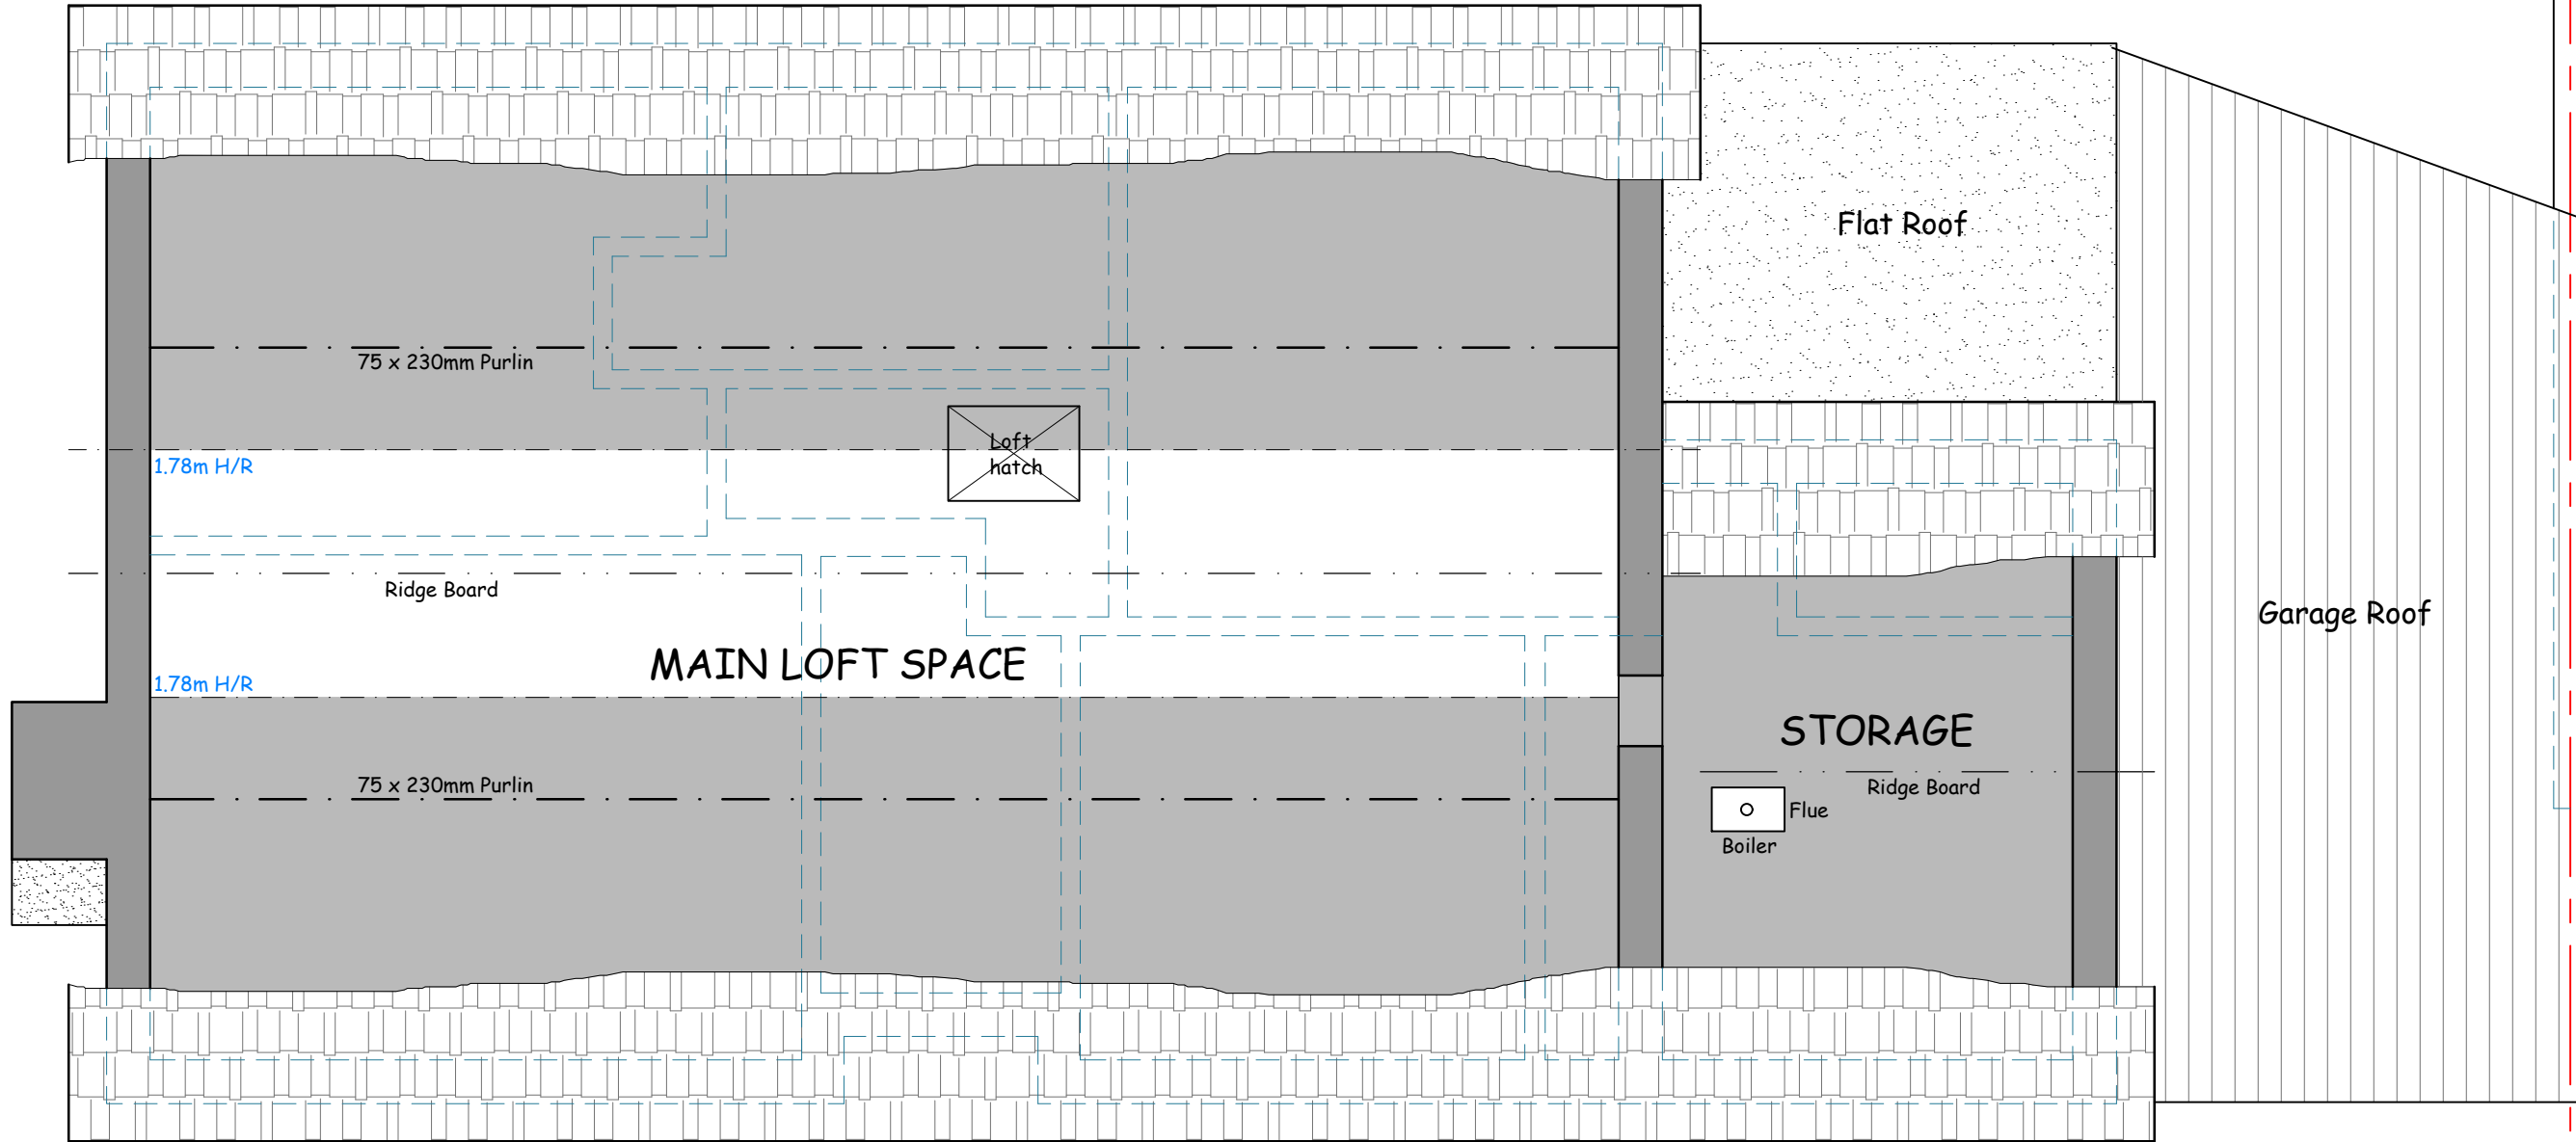 Flat Roof
75 x 230mm Purlin
Loft
hatch
1.78m H/R
Ridge Board
Garage Roof
MAIN LOFT SPACE
1.78m H/R
STORAGE
75 x 230mm Purlin
Ridge Board
Flue
Boiler